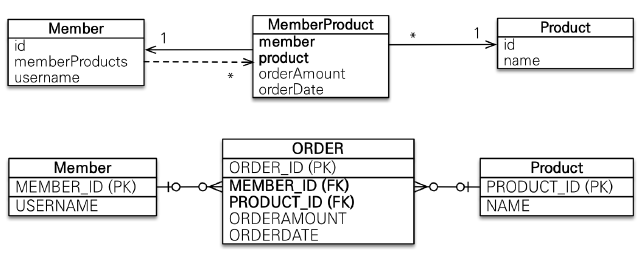 Member
id
memberProducts
username
1
*
MemberProduct
member
product
orderAmount
orderDate
*
1
Product
id
name
Member
MEMBER_ID (PK)
USERNAME
ORDER
ORDER_ID (PK)
MEMBER_ID (FK)
PRODUCT_ID (FK)
ORDERAMOUNT
ORDERDATE
Product
PRODUCT_ID (PK)
NAME